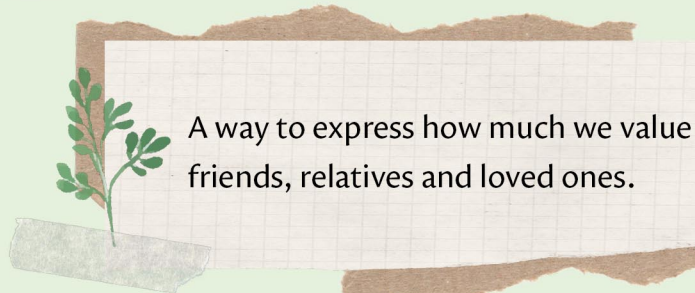 A way to express how much we value
friends, relatives and loved ones.